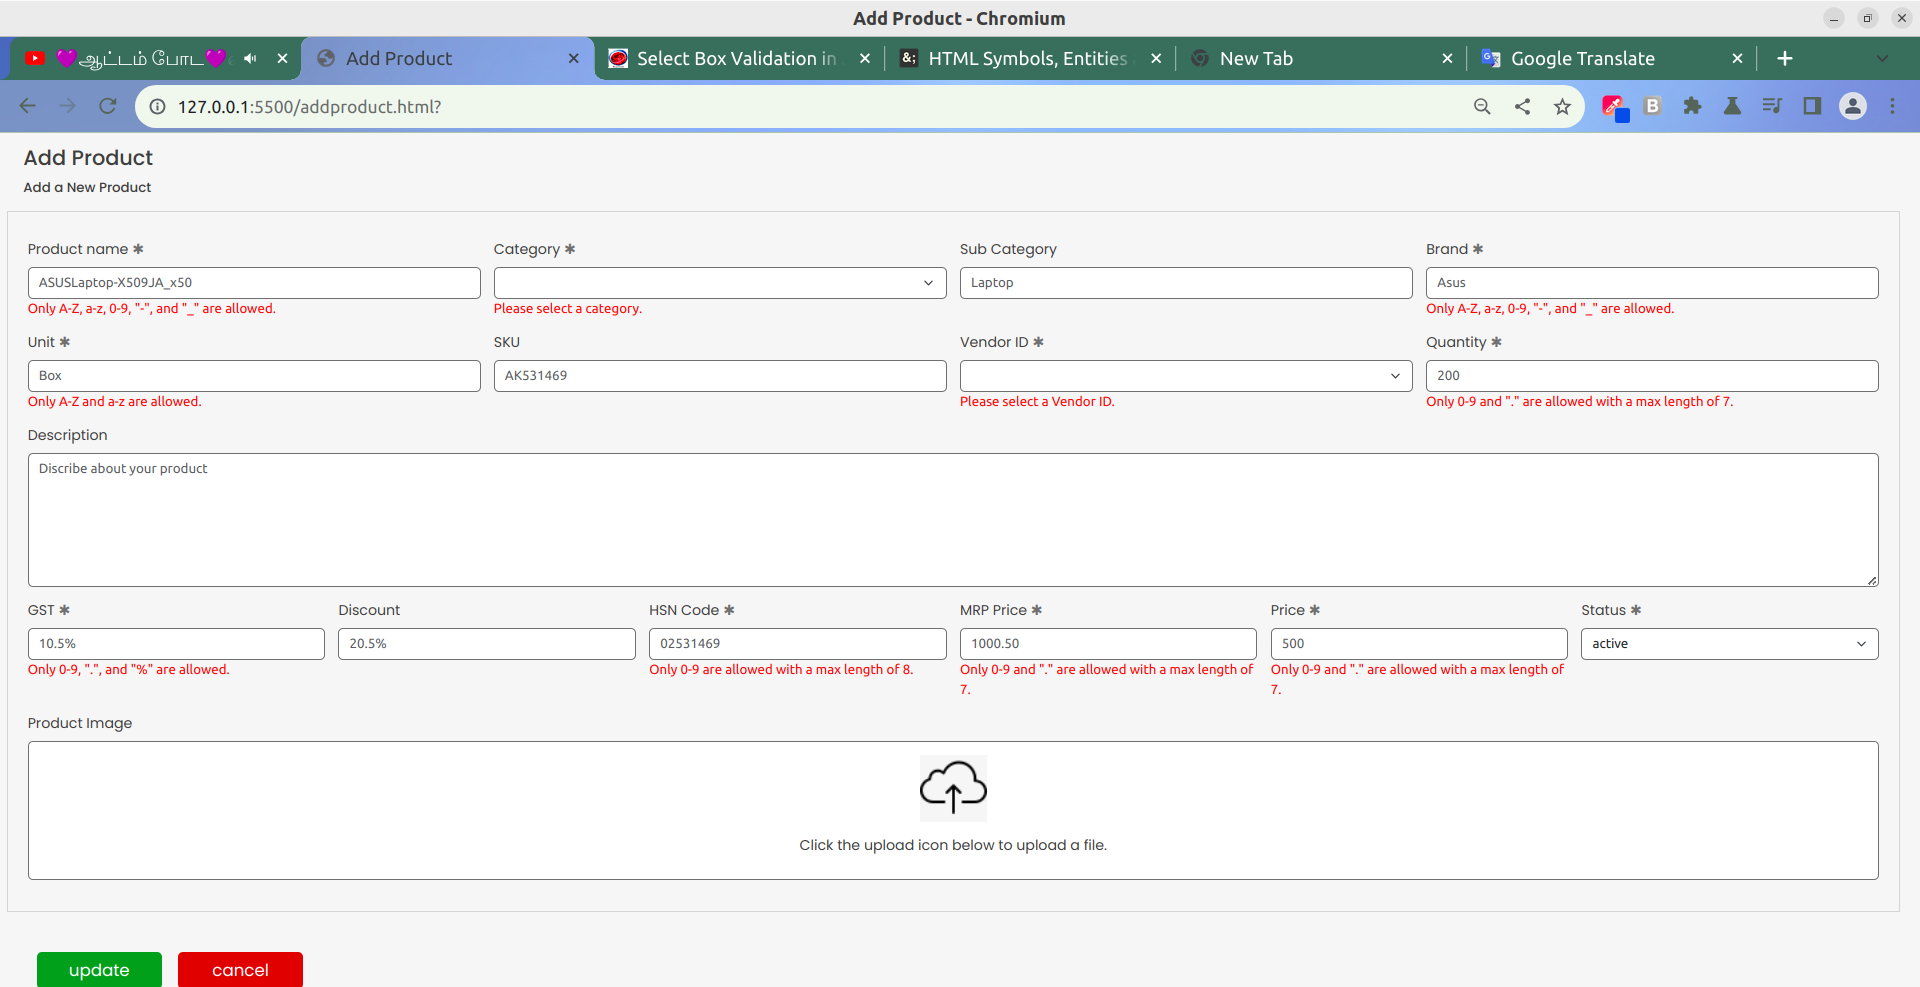 Add Product - Chromium
💜ஆட்டம் போட💜
Add Product
Select Box Validation in
HTML Symbols, Entities
New Tab
Google Translate
127.0.0.1:5500/addproduct.html?
Add Product
Add a New Product
Product name ✱ Category ✱ Sub Category Brand ✱
ASUSLaptop-X509JA_x50 Laptop Asus
Only A-Z, a-z, 0-9, "-", and "_" are allowed. Please select a category. Only A-Z, a-z, 0-9, "-", and "_" are allowed.
Unit ✱ SKU Vendor ID ✱ Quantity ✱
Box AK531469 200
Only A-Z and a-z are allowed. Please select a Vendor ID. Only 0-9 and "." are allowed with a max length of 7.
Description
Discribe about your product
GST ✱ Discount HSN Code ✱ MRP Price ✱ Price ✱ Status ✱
10.5% 20.5% 02531469 1000.50 500 active
Only 0-9, ".", and "%" are allowed. Only 0-9 are allowed with a max length of 8. Only 0-9 and "." are allowed with a max length of 7. Only 0-9 and "." are allowed with a max length of 7.
Product Image
Click the upload icon below to upload a file.
update cancel